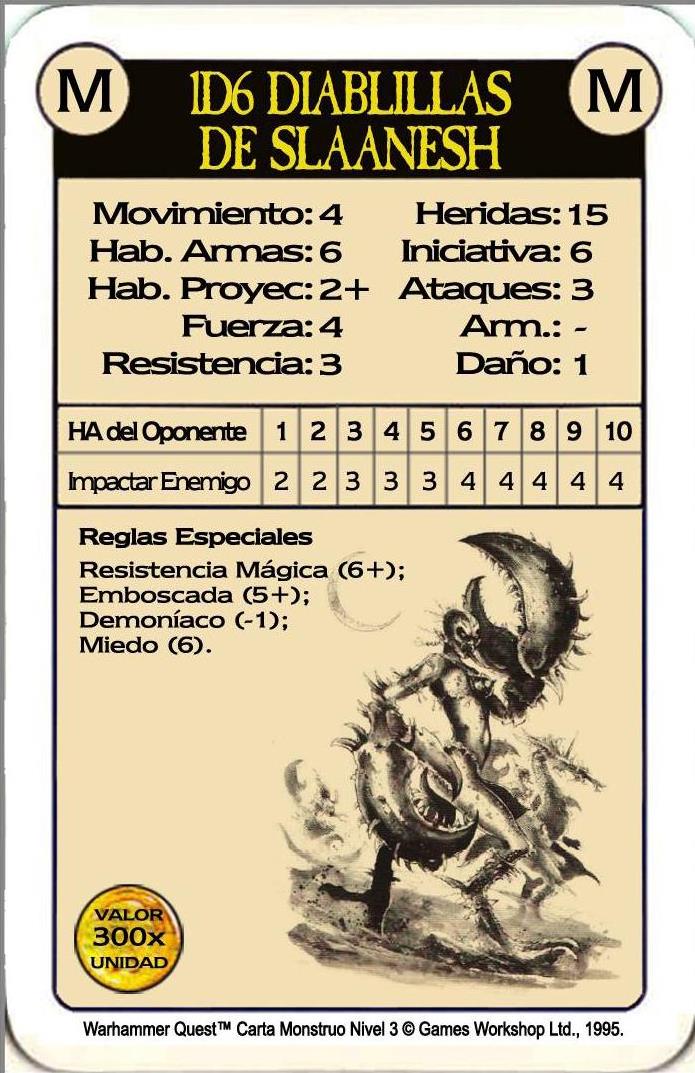 M
1D6 DIABLILLAS
DE SLAANESH
M
Movimiento: 4 Heridas: 15
Hab. Armas: 6 Iniciativa: 6
Hab. Proyec: 2+ Ataques: 3
Fuerza: 4 Arm.: -
Resistencia: 3 Daño: 1
HA del Oponente 1 2 3 4 5 6 7 8 9 10
Impactar Enemigo 2 2 3 3 3 4 4 4 4 4
Reglas Especiales
Resistencia Mágica (6+);
Emboscada (5+);
Demoníaco (-1);
Miedo (6).
VALOR
300x
UNIDAD
Warhammer Quest™ Carta Monstruo Nivel 3 © Games Workshop Ltd., 1995.